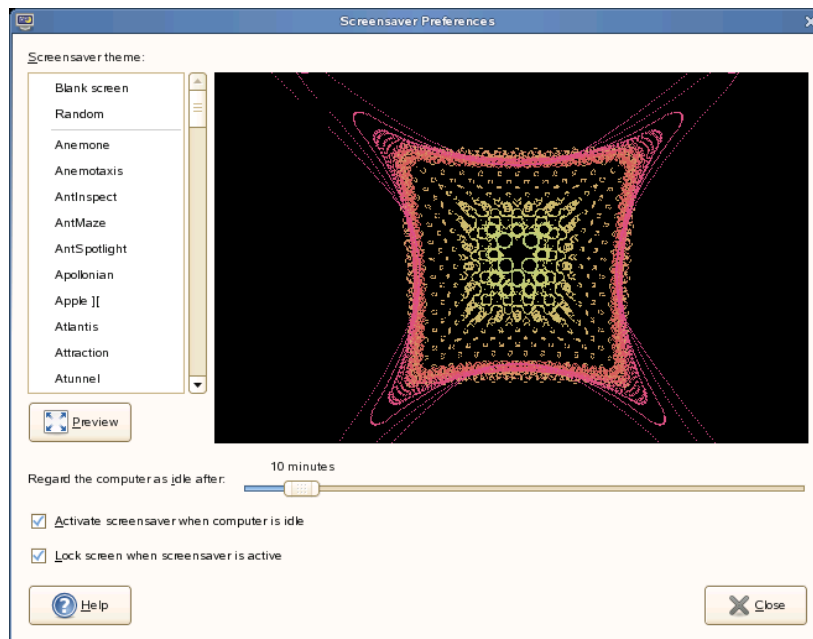 Screensaver Preferences
Screensaver theme:
Blank screen
Random
Anemone
Anemotaxis
AntInspect
AntMaze
AntSpotlight
Apollonian
Apple ][
Atlantis
Attraction
Atunnel
Preview
10 minutes
Regard the computer as idle after:
Activate screensaver when computer is idle
Lock screen when screensaver is active
Help
Close